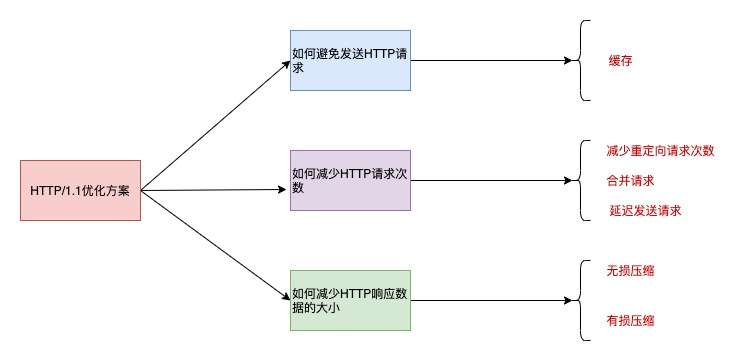 如何避免发送HTTP请
求
缓存
HTTP/1.1优化方案
如何减少HTTP请求次
数
减少重定向请求次数
合并请求
延迟发送请求
如何减少HTTP响应数
据的大小
无损压缩
有损压缩